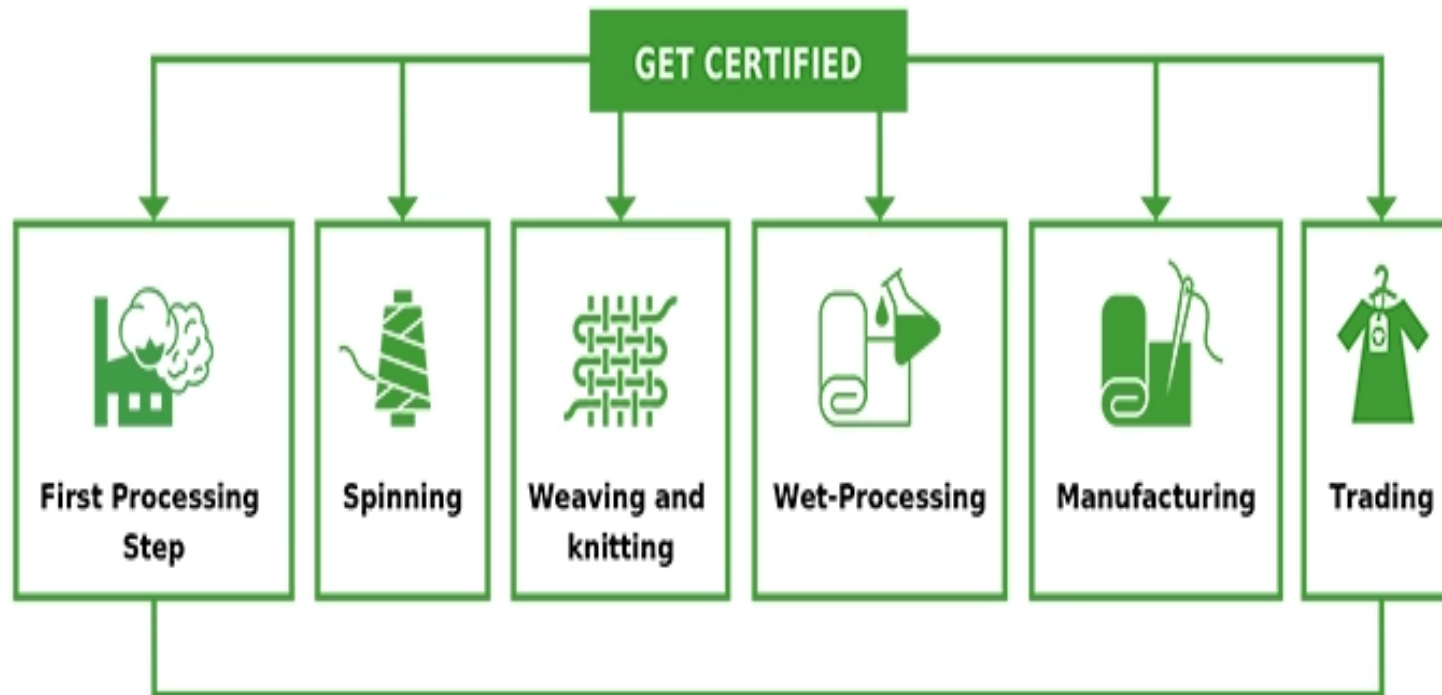 GET CERTIFIED
First Processing
Step
Spinning
Weaving and
knitting
Wet-Processing
Manufacturing
Trading